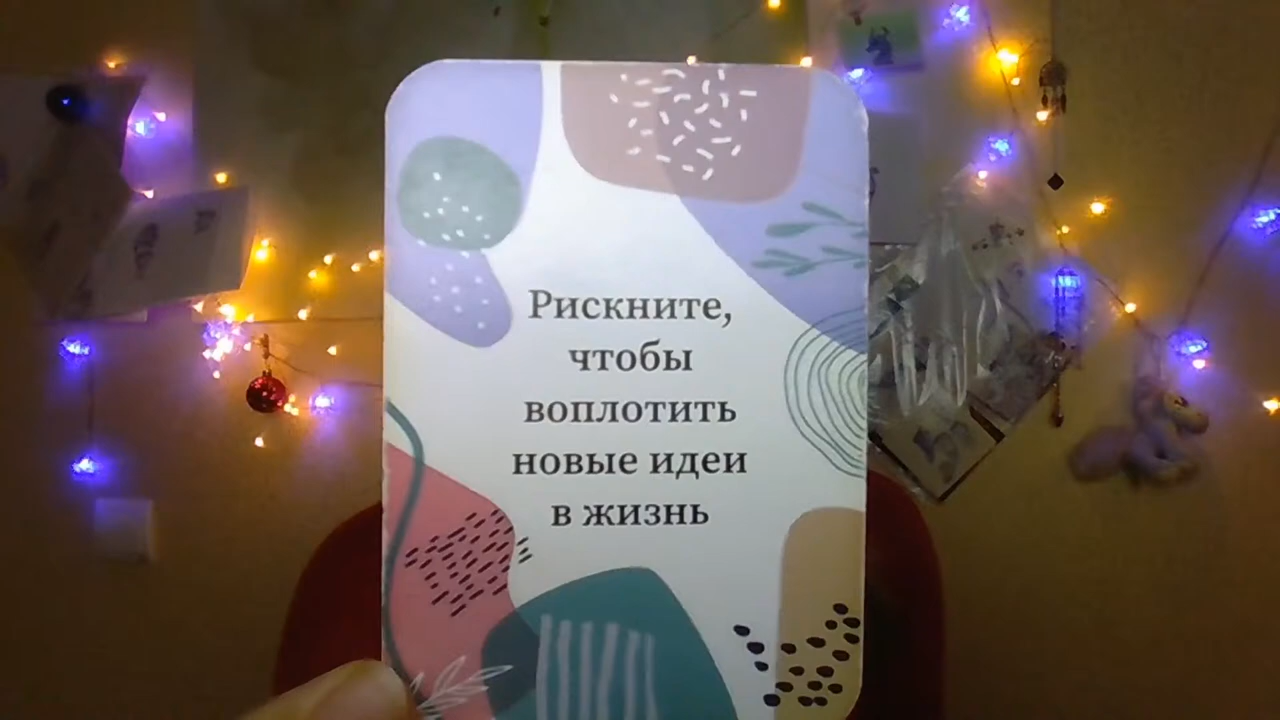 Рискните,
чтобы
воплотить
новые идеи
в жизнь